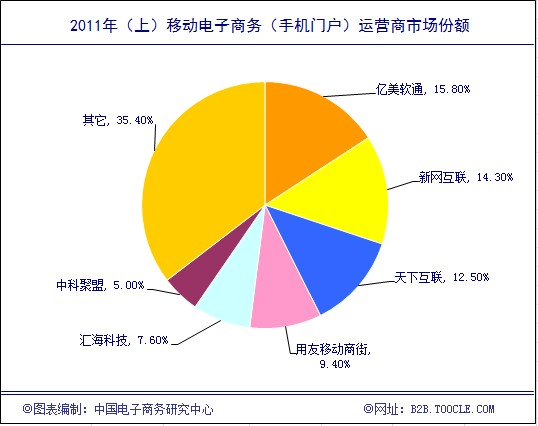 2011年（上）移动电子商务（手机门户）运营商市场份额
亿美软通, 15.80%
其它, 35.40%
新网互联, 14.30%
天下互联, 12.50%
中科聚盟, 5.00%
汇海科技, 7.60%
用友移动商街,
9.40%
©图表编制: 中国电子商务研究中心
©网址: B2B.TOOCLE.COM